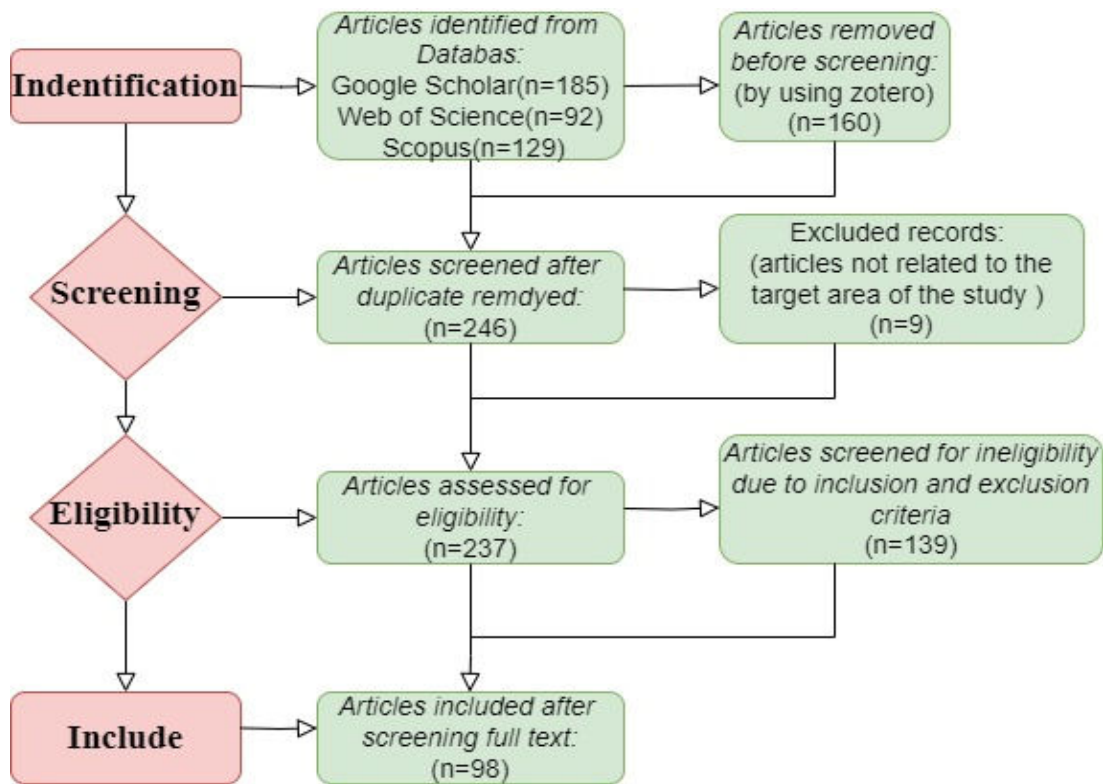 Indentification
Articles identified from
Databas:
Google Scholar(n=185)
Web of Science(n=92)
Scopus(n=129)
Articles removed
before screening:
(by using zotero)
(n=160)
Screening
Articles screened after
duplicate remdyed:
(n=246)
Excluded records:
(articles not related to the
target area of the study )
(n=9)
Eligibility
Articles assessed for
eligibility:
(n=237)
Articles screened for ineligibility
due to inclusion and exclusion
criteria
(n=139)
Include
Articles included after
screening full text:
(n=98)